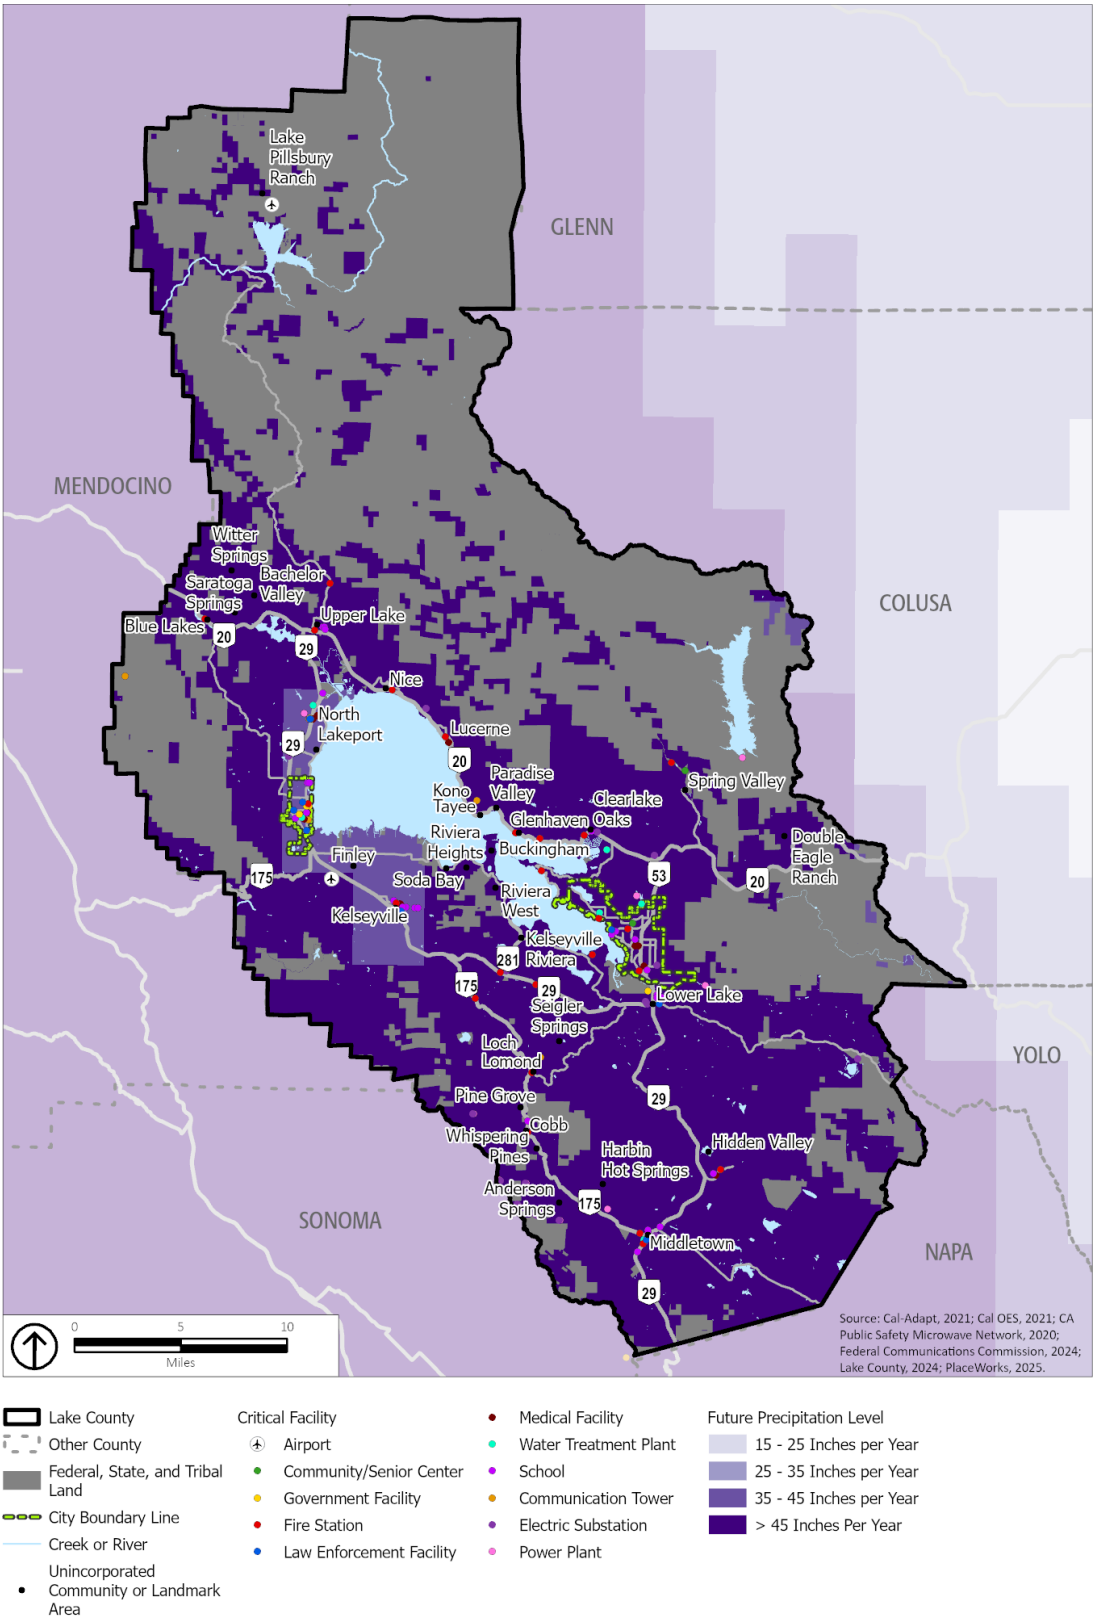 Lake
Pillsbury
Ranch
GLENN
MENDOCINO
Witter
Springs
Bachelor
Valley
Saratoga
Springs
Blue Lakes
20
Upper Lake
29
COLUSA
Nice
North
Lakeport
29
Lucerne
20
Paradise
Valley
Kono
Tayee
Spring Valley
Clearlake
Oaks
Glenhaven
Riviera
Heights
Buckingham
Double
Eagle
Ranch
Finley
175
Soda Bay
53
20
Riviera
West
Kelseyville
Kelseyville
Riviera
281
175
29
Lower Lake
Seigler
Springs
Loch
Lomond
YOLO
Pine Grove
29
Cobb
Whispering
Pines
Harbin
Hot Springs
Hidden Valley
Anderson
Springs
175
SONOMA
Middletown
NAPA
29
0 5 10
Miles
Source: Cal-Adapt, 2021; Cal OES, 2021; CA
Public Safety Microwave Network, 2020;
Federal Communications Commission, 2024;
Lake County, 2024; PlaceWorks, 2025.
Lake County
Other County
Federal, State, and Tribal
Land
City Boundary Line
Creek or River
Unincorporated
Community or Landmark
Area
Critical Facility
Airport
Community/Senior Center
Government Facility
Fire Station
Law Enforcement Facility
Medical Facility
Water Treatment Plant
School
Communication Tower
Electric Substation
Power Plant
Future Precipitation Level
15 - 25 Inches per Year
25 - 35 Inches per Year
35 - 45 Inches per Year
> 45 Inches Per Year